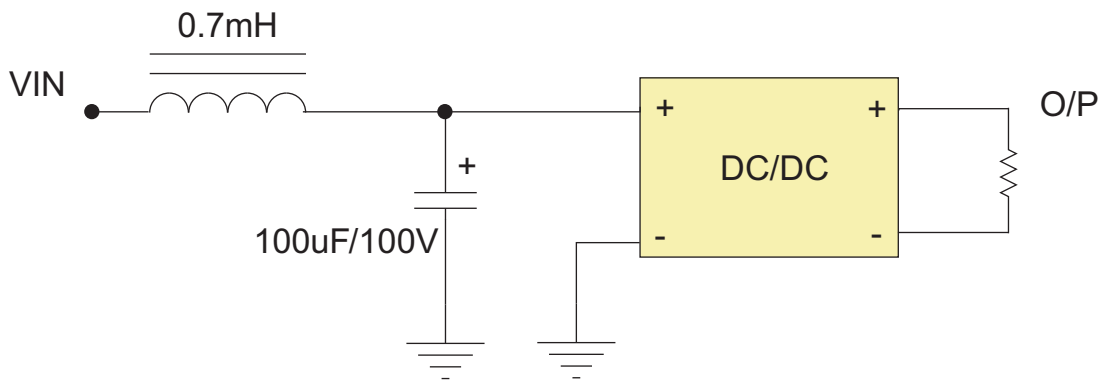 0.7mH
VIN
O/P
+
+
DC/DC
+
100uF/100V
-
-